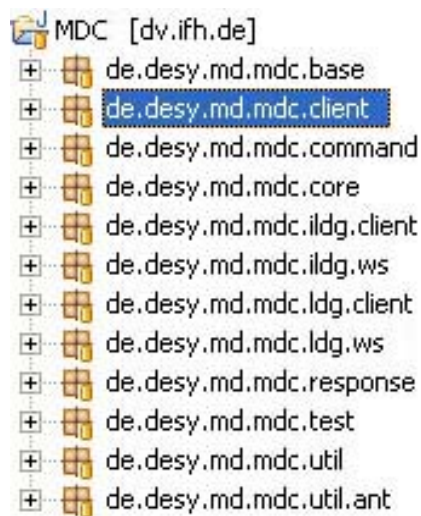 MDC [dv.ifh.de]
de.desy.md.mdc.base
de.desy.md.mdc.client
de.desy.md.mdc.command
de.desy.md.mdc.core
de.desy.md.mdc.ildg.client
de.desy.md.mdc.ildg.ws
de.desy.md.mdc.ldg.client
de.desy.md.mdc.ldg.ws
de.desy.md.mdc.response
de.desy.md.mdc.test
de.desy.md.mdc.util
de.desy.md.mdc.util.ant